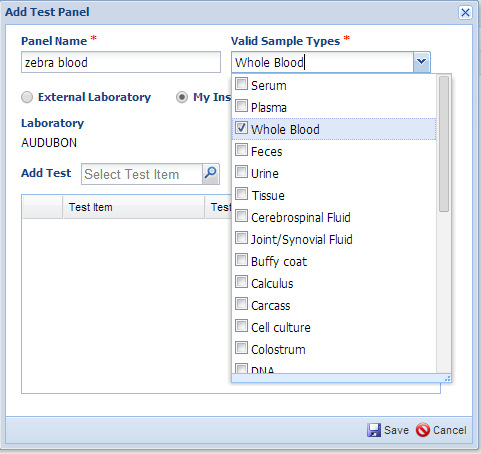 Add Test Panel
Panel Name *
Valid Sample Types *
zebra blood
Whole Blood
External Laboratory
My Ins
Laboratory
AUDUBON
Add Test
Select Test Item
Test Item
Tes
Serum
Plasma
Whole Blood
Feces
Urine
Tissue
Cerebrospinal Fluid
Joint/Synovial Fluid
Buffy coat
Calculus
Carcass
Cell culture
Colostrum
DNA
Save
Cancel